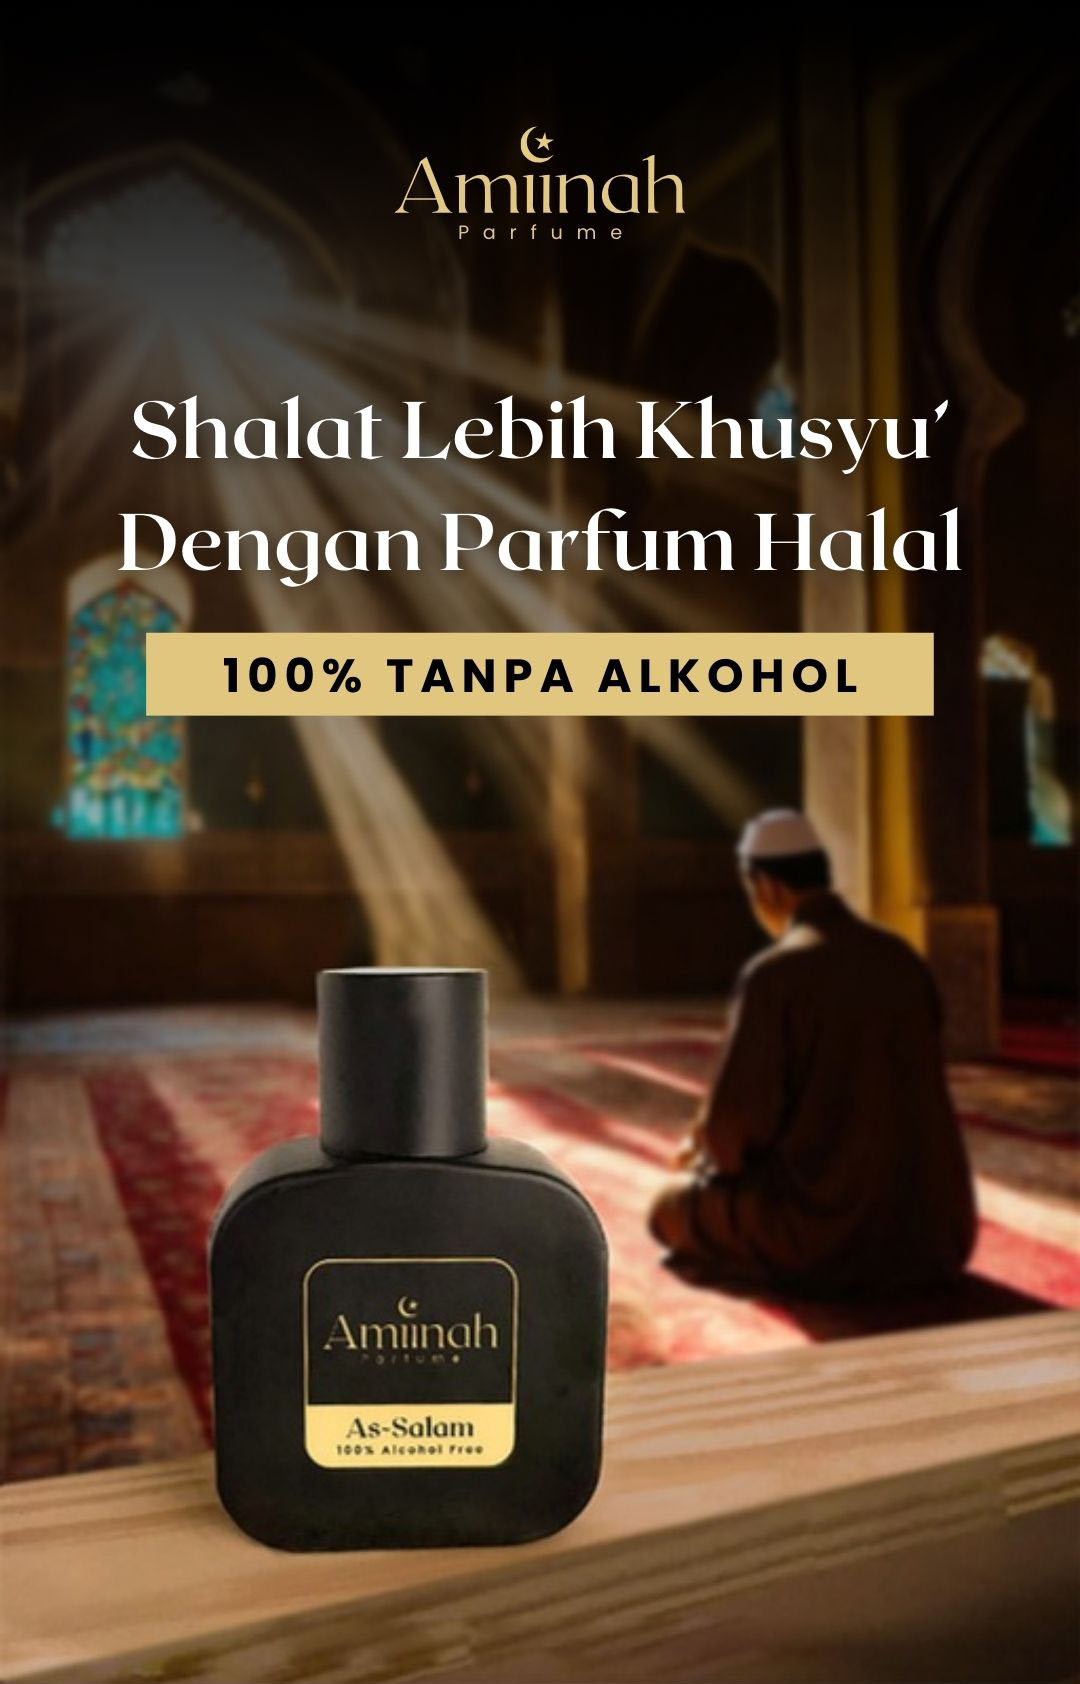 Amiinah
Parfume
Shalat Lebih Khusyu'
Dengan Parfum Halal
100% TANPA ALKOHOL
Amiinah
Parfume
As-Salam
100% Alcohol Free